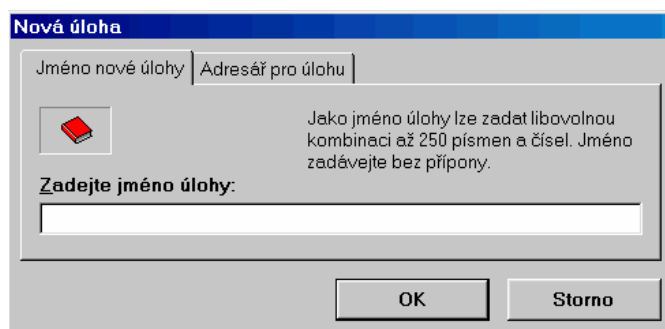 Nová úloha
Jméno nové úlohy
Adresář pro úlohu
Jako jméno úlohy lze zadat libovolnou
kombinaci až 250 písmen a čísel. Jméno
zadávejte bez přípony.
Zadejte jméno úlohy:
OK
Storno